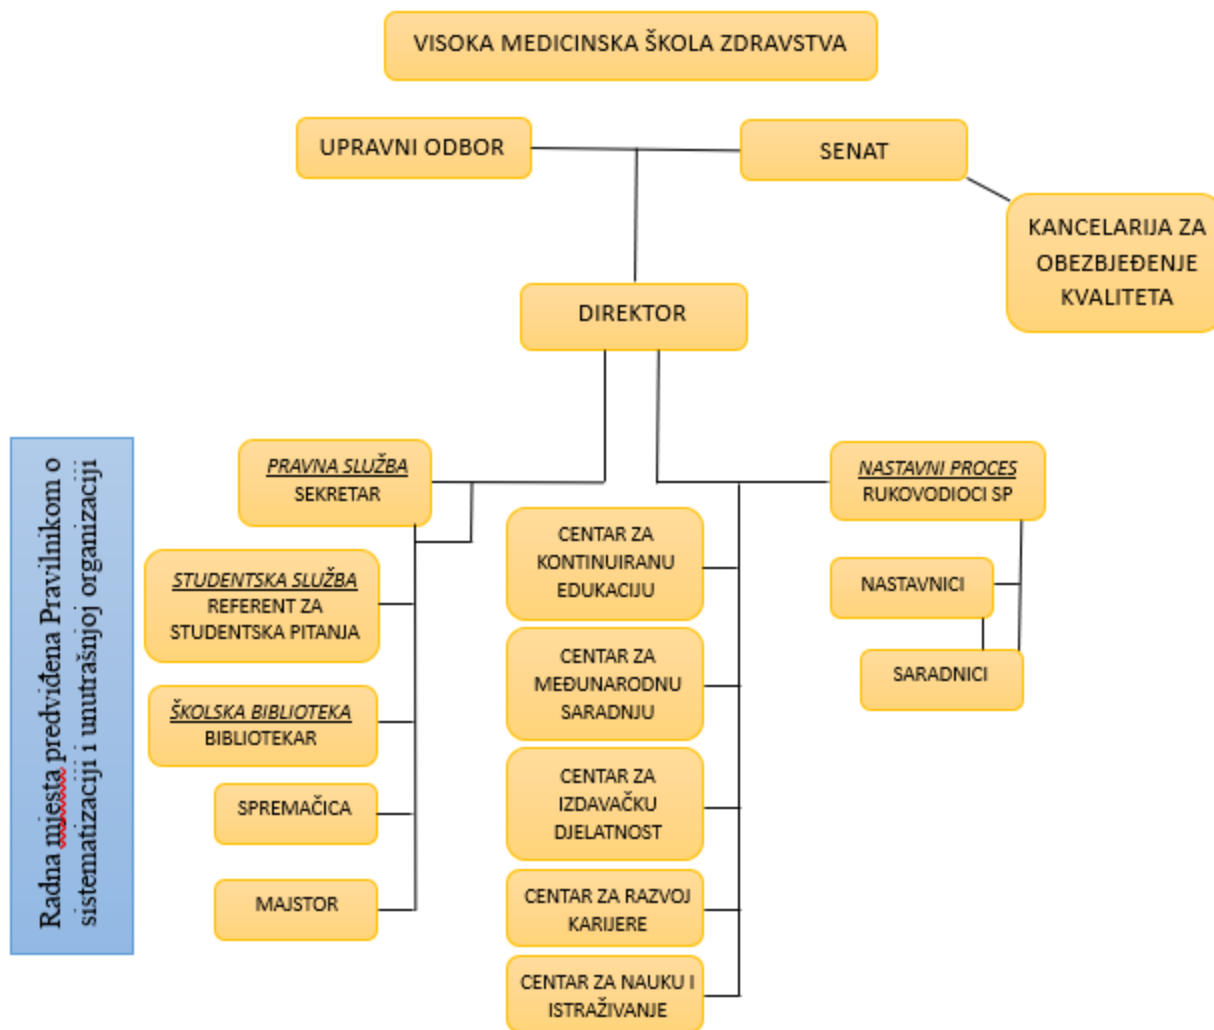 VISOKA MEDICINSKA ŠKOLA ZDRAVSTVA
UPRAVNI ODBOR
SENAT
KANCELARIJA ZA
OBEZBJEĐENJE
KVALITETA
DIREKTOR
Radna mjesta predviđena Pravilnikom o
sistematizaciji i unutrašnjoj organizaciji
PRAVNA SLUŽBA
SEKRETAR
STUDENTSKA SLUŽBA
REFERENT ZA
STUDENTSKA PITANJA
ŠKOLSKA BIBLIOTEKA
BIBLIOTEKAR
SPREMAČICA
MAJSTOR
CENTAR ZA
KONTINUIRANU
EDUKACIJU
CENTAR ZA
MEĐUNARODNU
SARADNJU
CENTAR ZA
IZDAVAČKU
DJELATNOST
CENTAR ZA RAZVOJ
KARIJERE
CENTAR ZA NAUKU I
ISTRAŽIVANJE
NASTAVNI PROCES
RUKOVODIOCI SP
NASTAVNICI
SARADNICI